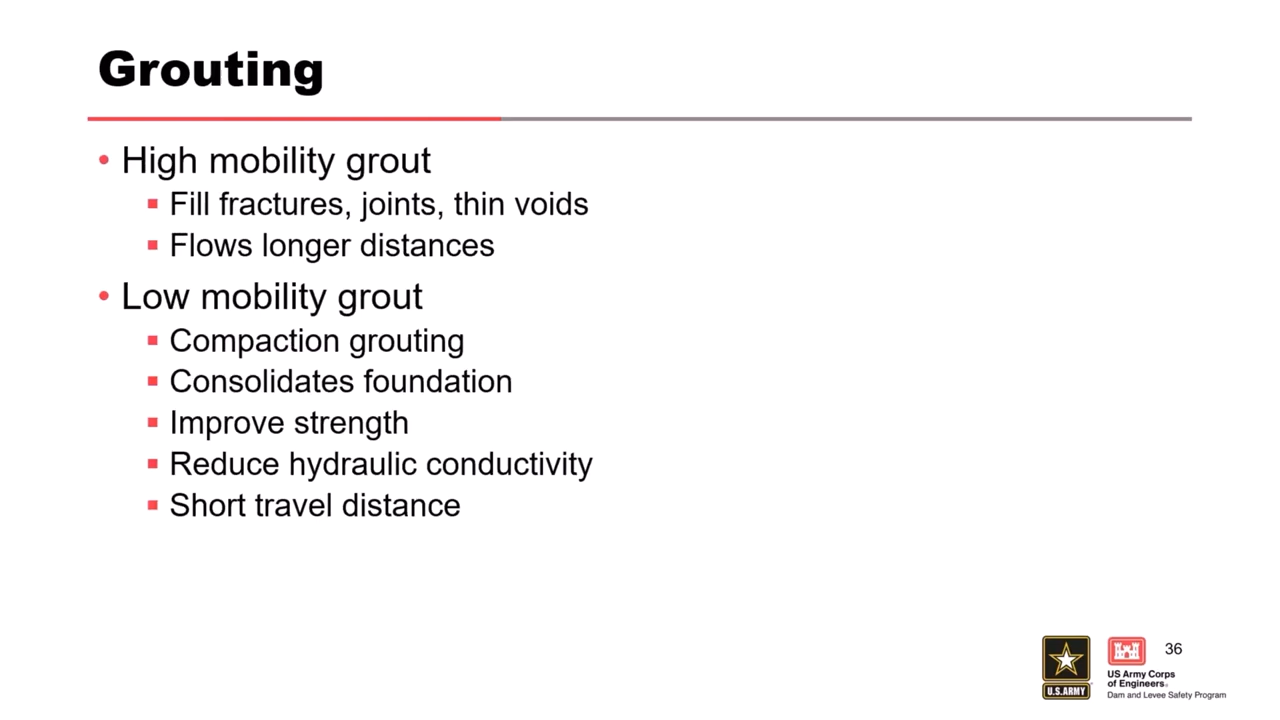 Grouting
• High mobility grout
▪ Fill fractures, joints, thin voids
▪ Flows longer distances
• Low mobility grout
▪ Compaction grouting
▪ Consolidates foundation
▪ Improve strength
▪ Reduce hydraulic conductivity
▪ Short travel distance
36
U.S.ARMY
US Army Corps
of Engineers®
Dam and Levee Safety Program